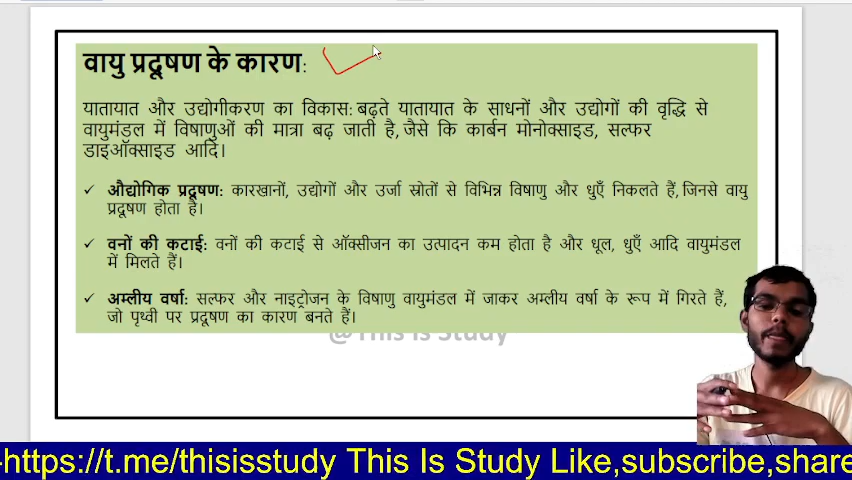 वायु प्रदूषण के कारण:
यातायात और उद्योगीकरण का विकास: बढ़ते यातायात के साधनों और उद्योगों की वृद्धि से
वायुमंडल में विषाणुओं की मात्रा बढ़ जाती है, जैसे कि कार्बन मोनोक्साइड, सल्फर
डाइऑक्साइड आदि।
✓ औद्योगिक प्रदूषण: कारखानों, उद्योगों और उर्जा स्रोतों से विभिन्न विषाणु और धुएँ निकलते हैं, जिनसे वायु
प्रदूषण होता है।
✓ वनों की कटाई: वनों की कटाई से ऑक्सीजन का उत्पादन कम होता है और धूल, धुएँ आदि वायुमंडल
में मिलते हैं।
✓ अम्लीय वर्षा: सल्फर और नाइट्रोजन के विषाणु वायुमंडल में जाकर अम्लीय वर्षा के रूप में गिरते हैं,
जो पृथ्वी पर प्रदूषण का कारण बनते हैं।
@This Is Study
-https://t.me/thisisstudy This Is Study Like,subscribe,share